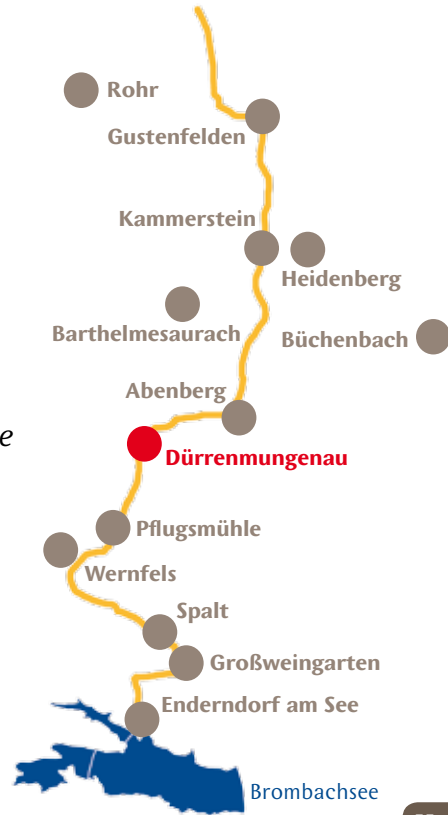 Rohr
Gustenfelden
Kammerstein
Heidenberg
Barthelmesaurach
Büchenbach
Abenberg
e
Dürrenmungenau
Pflugsmühle
Wernfels
Spalt
Großweingarten
Enderndorf am See
Brombachsee